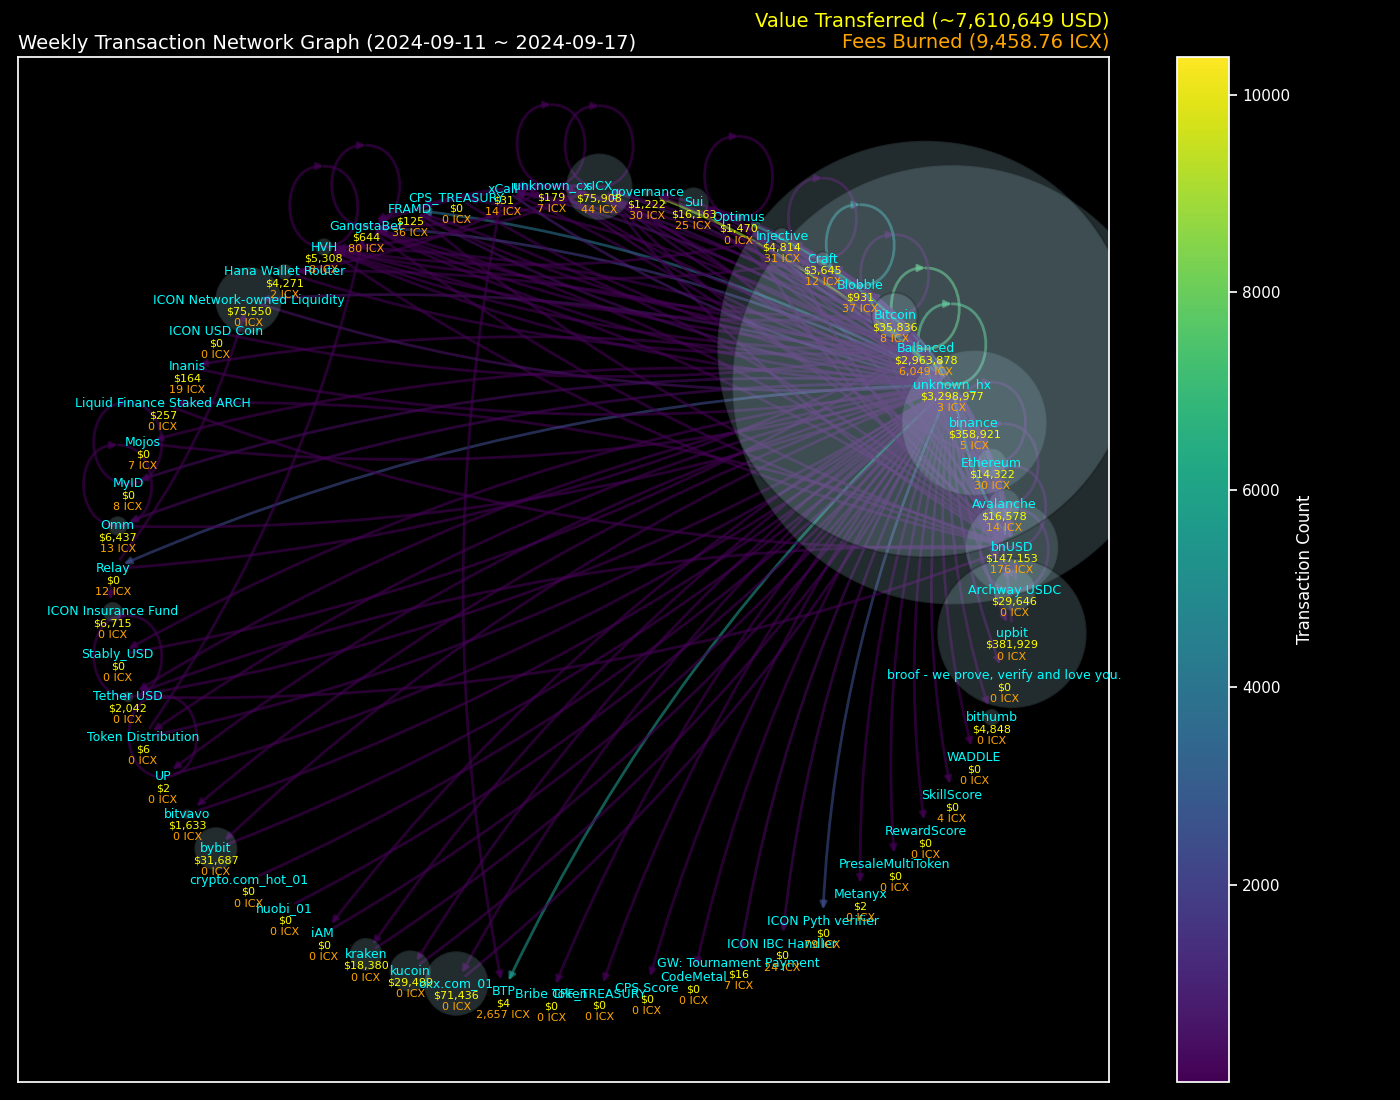 Value Transferred (~7,610,649 USD)
Weekly Transaction Network Graph (2024-09-11 ~ 2024-09-17)
Fees Burned (9,458.76 ICX)
unknown_cx
$179
7 ICX
sICX
$75,908
44 ICX
xCall
$31
14 ICX
governance
$1,222
30 ICX
CPS_TREASURY
$0
0 ICX
Sui
$16,163
25 ICX
FRAMD
$125
36 ICX
Optimus
$1,470
0 ICX
GangstaBet
$644
80 ICX
Injective
$4,814
31 ICX
HVH
$5,308
8 ICX
Craft
$3,645
12 ICX
Hana Wallet Router
$4,271
2 ICX
Blobble
$931
37 ICX
ICON Network-owned Liquidity
$75,550
0 ICX
Bitcoin
$35,836
8 ICX
ICON USD Coin
$0
0 ICX
Balanced
$2,963,878
6,049 ICX
Inanis
$164
19 ICX
unknown_hx
$3,298,977
3 ICX
Liquid Finance Staked ARCH
$257
0 ICX
binance
$358,921
5 ICX
Mojos
$0
7 ICX
Ethereum
$14,322
30 ICX
MyID
$0
8 ICX
Avalanche
$16,578
14 ICX
Omm
$6,437
13 ICX
bnUSD
$147,153
176 ICX
Relay
$0
12 ICX
Archway USDC
$29,646
0 ICX
ICON Insurance Fund
$6,715
0 ICX
upbit
$381,929
0 ICX
Stably_USD
$0
0 ICX
broof - we prove, verify and love you.
$0
0 ICX
Tether USD
$2,042
0 ICX
bithumb
$4,848
0 ICX
Token Distribution
$6
0 ICX
WADDLE
$0
0 ICX
UP
$2
0 ICX
SkillScore
$0
4 ICX
bitvavo
$1,633
0 ICX
RewardScore
$0
0 ICX
bybit
$31,687
0 ICX
PresaleMultiToken
$0
0 ICX
crypto.com_hot_01
$0
0 ICX
Metanyx
$2
0 ICX
huobi_01
$0
0 ICX
ICON Pyth verifier
$0
79 ICX
iAM
$0
0 ICX
ICON IBC Handler
$0
24 ICX
kraken
$18,380
0 ICX
GW: Tournament Payment
$16
7 ICX
kucoin
$29,499
0 ICX
CodeMetal
$0
0 ICX
okx.com_01
$71,436
0 ICX
CPS Score
$0
0 ICX
BTP
$4
2,657 ICX
Bribe Token
$0
0 ICX
$0
0 ICX
10000
8000
6000
4000
2000
Transaction Count